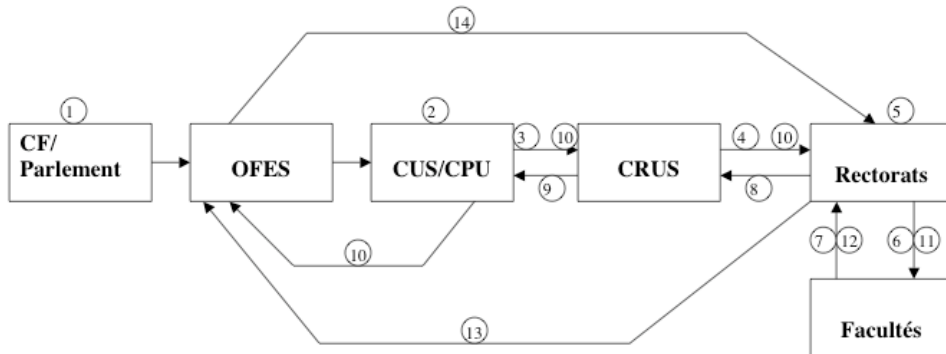 14
1
2
5
CF/
Parlement
OFES
CUS/CPU
3 10
9
CRUS
4 10
8
Rectorats
10
7 12
6 11
13
Facultés